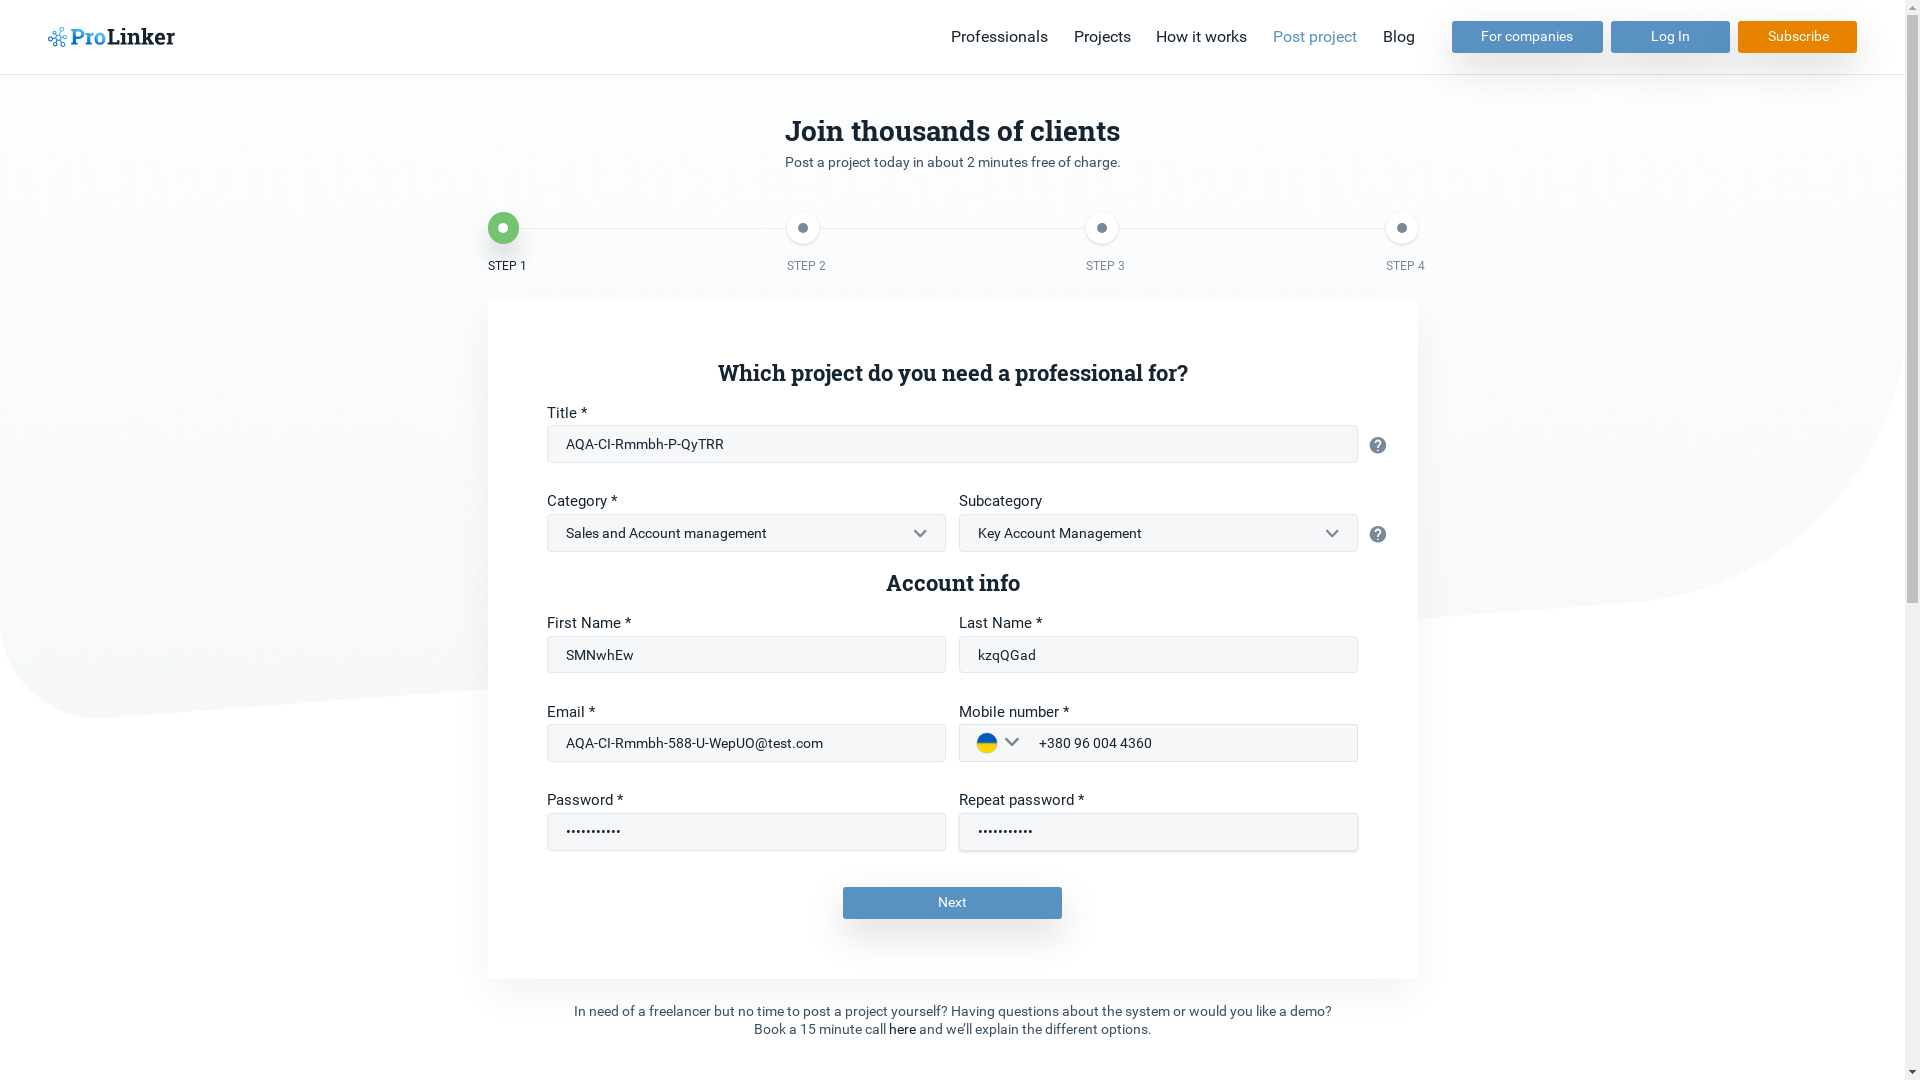 ProLinker
Professionals Projects How it works Post project Blog For companies Log In Subscribe
Join thousands of clients
Post a project today in about 2 minutes free of charge.
STEP 1 STEP 2 STEP 3 STEP 4
Which project do you need a professional for?
Title *
AQA-CI-Rmmbh-P-QyTRR
Category * Subcategory
Sales and Account management Key Account Management
Account info
First Name * Last Name *
SMNwhEw kzqQGad
Email * Mobile number *
AQA-CI-Rmmbh-588-U-WepUO@test.com +380 96 004 4360
Password * Repeat password *
••••••••••• •••••••••••
Next
In need of a freelancer but no time to post a project yourself? Having questions about the system or would you like a demo?
Book a 15 minute call here and we’ll explain the different options.